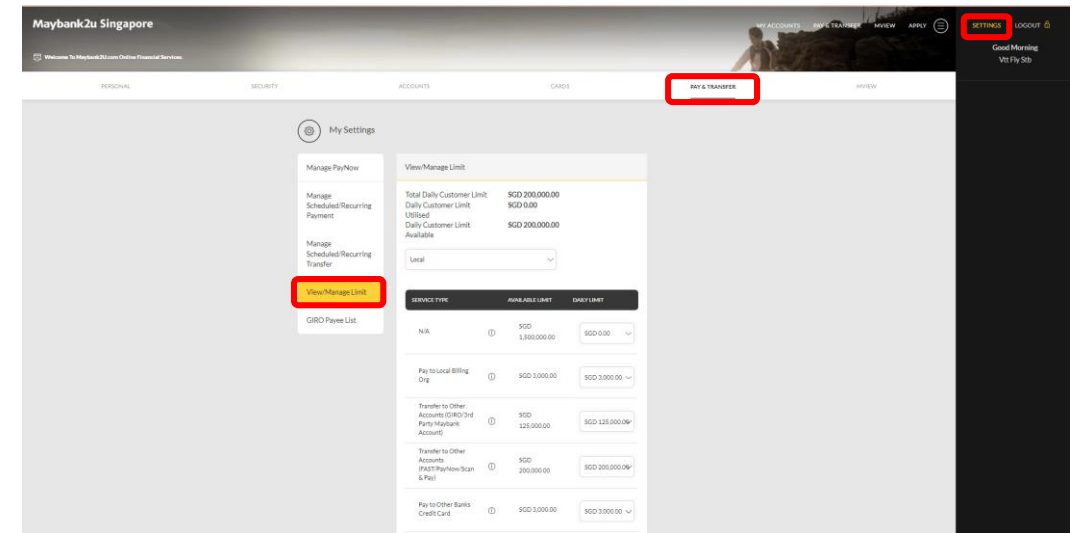 Maybank2u Singapore
MY ACCOUNTS PAY & TRANSFER MVIEW APPLY
SETTINGS LOGOUT
Welcome To Maybank2U.com Online Financial Services.
Good Morning
Vtt Fly Stb
PERSONAL SECURITY ACCOUNTS CARDS PAY & TRANSFER MVIEW
My Settings
Manage PayNow
Manage
Scheduled/Recurring
Payment
Manage
Scheduled/Recurring
Transfer
View/Manage Limit
GIRO Payee List
View/Manage Limit
Total Daily Customer Limit SGD 200,000.00
Daily Customer Limit SGD 0.00
Utilised
Daily Customer Limit SGD 200,000.00
Available
Local
SERVICE TYPE AVAILABLE LIMIT DAILY LIMIT
N/A SGD
1,500,000.00 SGD 0.00
Pay to Local Billing
Org SGD 3,000.00 SGD 3,000.00
Transfer to Other
Accounts (GIRO/3rd
Party Maybank
Account) SGD
125,000.00 SGD 125,000.00
Transfer to Other
Accounts
(FAST/PayNow/Scan
& Pay) SGD
200,000.00 SGD 200,000.00
Pay to Other Banks
Credit Card SGD 3,000.00 SGD 3,000.00